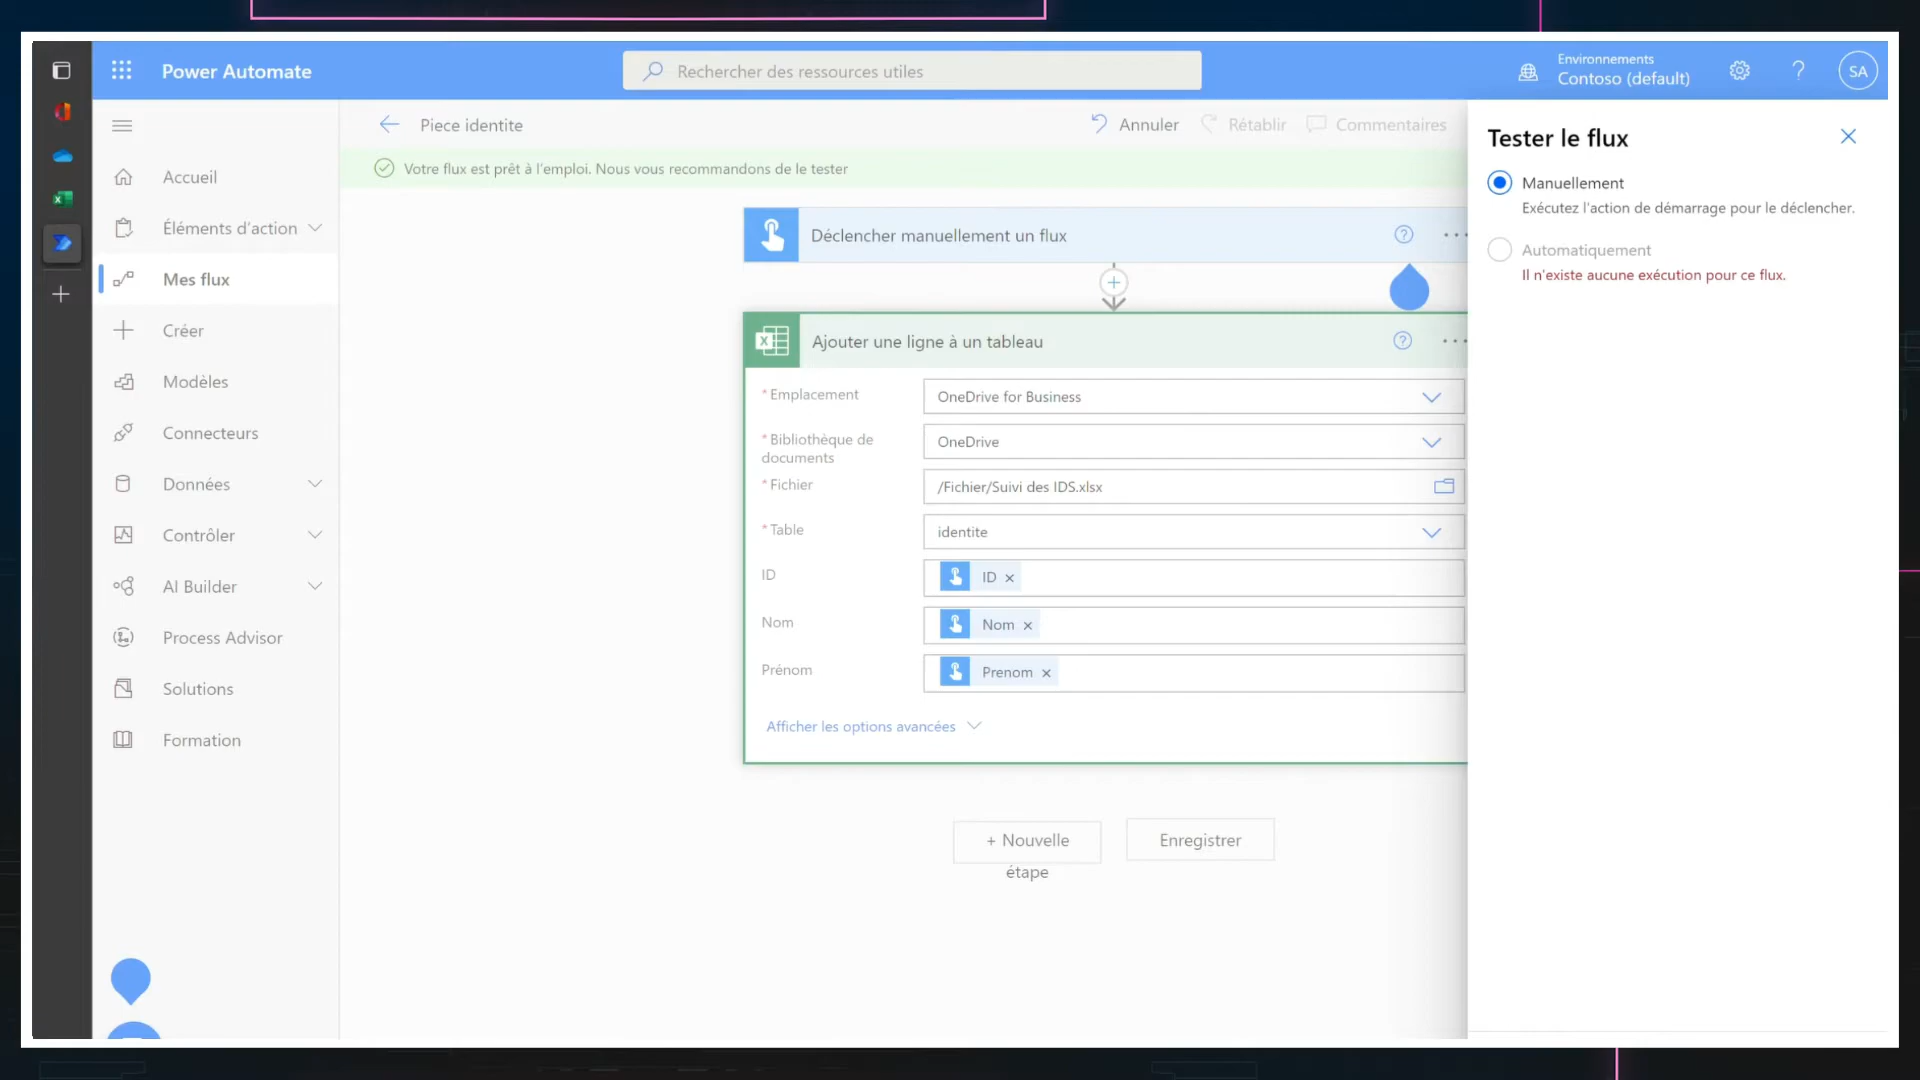 Power Automate
Rechercher des ressources utiles
Environnements
Contoso (default)
SA
Piece identite
Annuler
Rétablir
Commentaires
Votre flux est prêt à l'emploi. Nous vous recommandons de le tester
Accueil
Éléments d'action
Mes flux
Créer
Modèles
Connecteurs
Données
Contrôler
AI Builder
Process Advisor
Solutions
Formation
Déclencher manuellement un flux
Ajouter une ligne à un tableau
* Emplacement
OneDrive for Business
* Bibliothèque de
documents
OneDrive
* Fichier
/Fichier/Suivi des IDS.xlsx
* Table
identite
ID
ID ×
Nom
Nom ×
Prénom
Prenom ×
Afficher les options avancées
+ Nouvelle
étape
Enregistrer
Tester le flux
Manuellement
Exécutez l'action de démarrage pour le déclencher.
Automatiquement
Il n'existe aucune exécution pour ce flux.